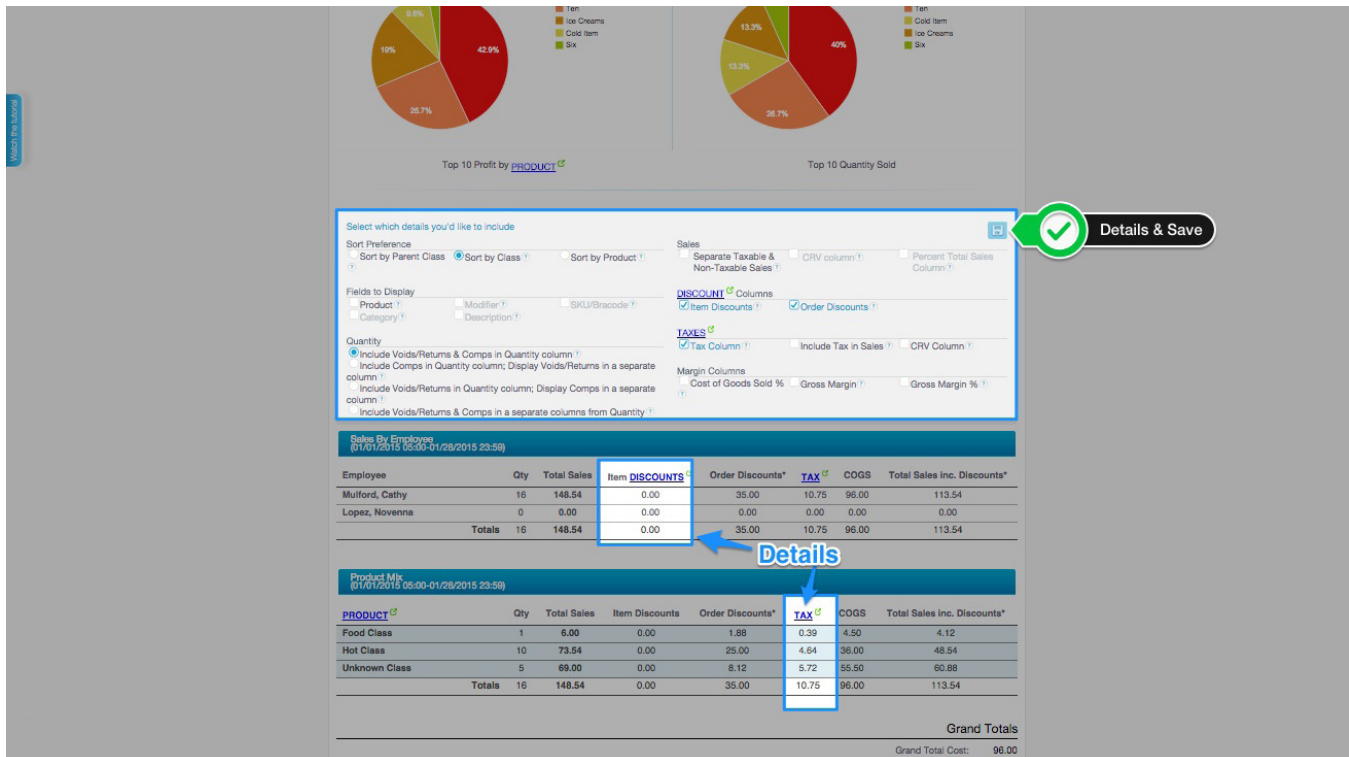 Watch the tutorial
9.5%
19%
42.9%
26.7%
Ten
Ice Creams
Cold Item
Six
13.3%
13.3%
40%
26.7%
Ten
Cold Item
Ice Creams
Six
Top 10 Profit by PRODUCT
Top 10 Quantity Sold
Select which details you'd like to include
Details & Save
Sort Preference
Sort by Parent Class ? Sort by Class ? Sort by Product ?
Fields to Display
Product ? Modifier ? SKU/Bracode ?
Category ? Description ?
Quantity
Include Voids/Returns & Comps in Quantity column ?
Include Comps in Quantity column; Display Voids/Returns in a separate
column ?
Include Voids/Returns in Quantity column; Display Comps in a separate
column ?
Include Voids/Returns & Comps in a separate columns from Quantity ?
Sales
Separate Taxable & CRV column ? Percent Total Sales
Non-Taxable Sales ? Column ?
DISCOUNT Columns
Item Discounts ? Order Discounts ?
TAXES
Tax Column ? Include Tax in Sales ? CRV Column ?
Margin Columns
Cost of Goods Sold % Gross Margin ? Gross Margin % ?
?
Sales By Employee
(01/01/2015 05:00-01/28/2015 23:59)
Employee Qty Total Sales Item DISCOUNTS Order Discounts* TAX COGS Total Sales inc. Discounts*
Mulford, Cathy 16 148.54 0.00 35.00 10.75 96.00 113.54
Lopez, Novenna 0 0.00 0.00 0.00 0.00 0.00 0.00
Totals 16 148.54 0.00 35.00 10.75 96.00 113.54
Details
Product Mix
(01/01/2015 05:00-01/28/2015 23:59)
PRODUCT Qty Total Sales Item Discounts Order Discounts* TAX COGS Total Sales inc. Discounts*
Food Class 1 6.00 0.00 1.88 0.39 4.50 4.12
Hot Class 10 73.54 0.00 25.00 4.64 36.00 48.54
Unknown Class 5 69.00 0.00 8.12 5.72 55.50 60.88
Totals 16 148.54 0.00 35.00 10.75 96.00 113.54
Grand Totals
Grand Total Cost: 96.00